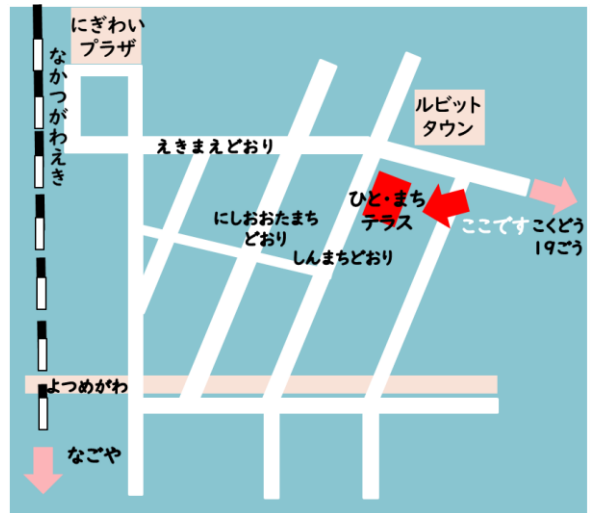 にぎわい
プラザ
なかつがわえき
ルビット
タウン
えきまえどおり
ひと・まち
テラス
ここです
こくどう
19ごう
にしおおたまち
どおり
しんまちどおり
よつめがわ
なごや